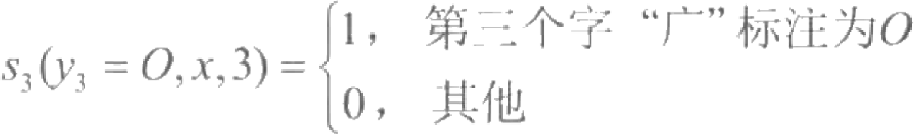 s₃(y₃ = O, x, 3) = { 1， 第三个字 “广” 标注为O
0， 其他